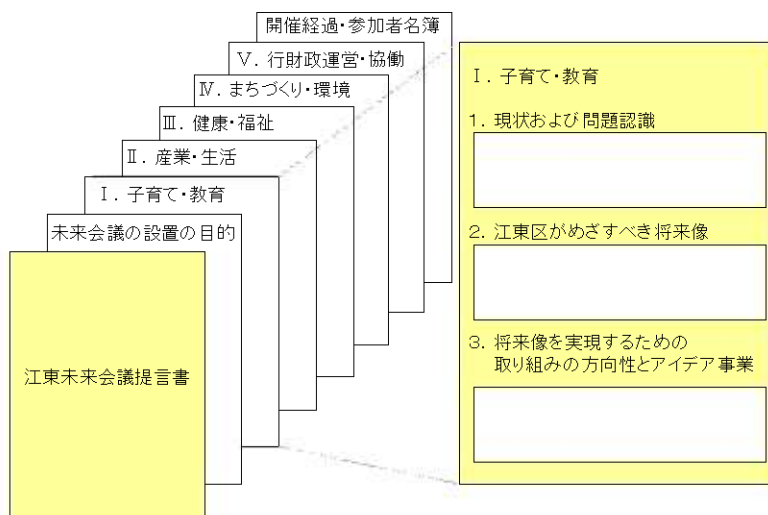 開催経過・参加者名簿
Ⅴ. 行財政運営・協働
Ⅳ. まちづくり・環境
Ⅲ. 健康・福祉
Ⅱ. 産業・生活
Ⅰ. 子育て・教育
未来会議の設置の目的
江東未来会議提言書
Ⅰ. 子育て・教育
1. 現状および問題認識
2. 江東区がめざすべき将来像
3. 将来像を実現するための
取り組みの方向性とアイデア事業